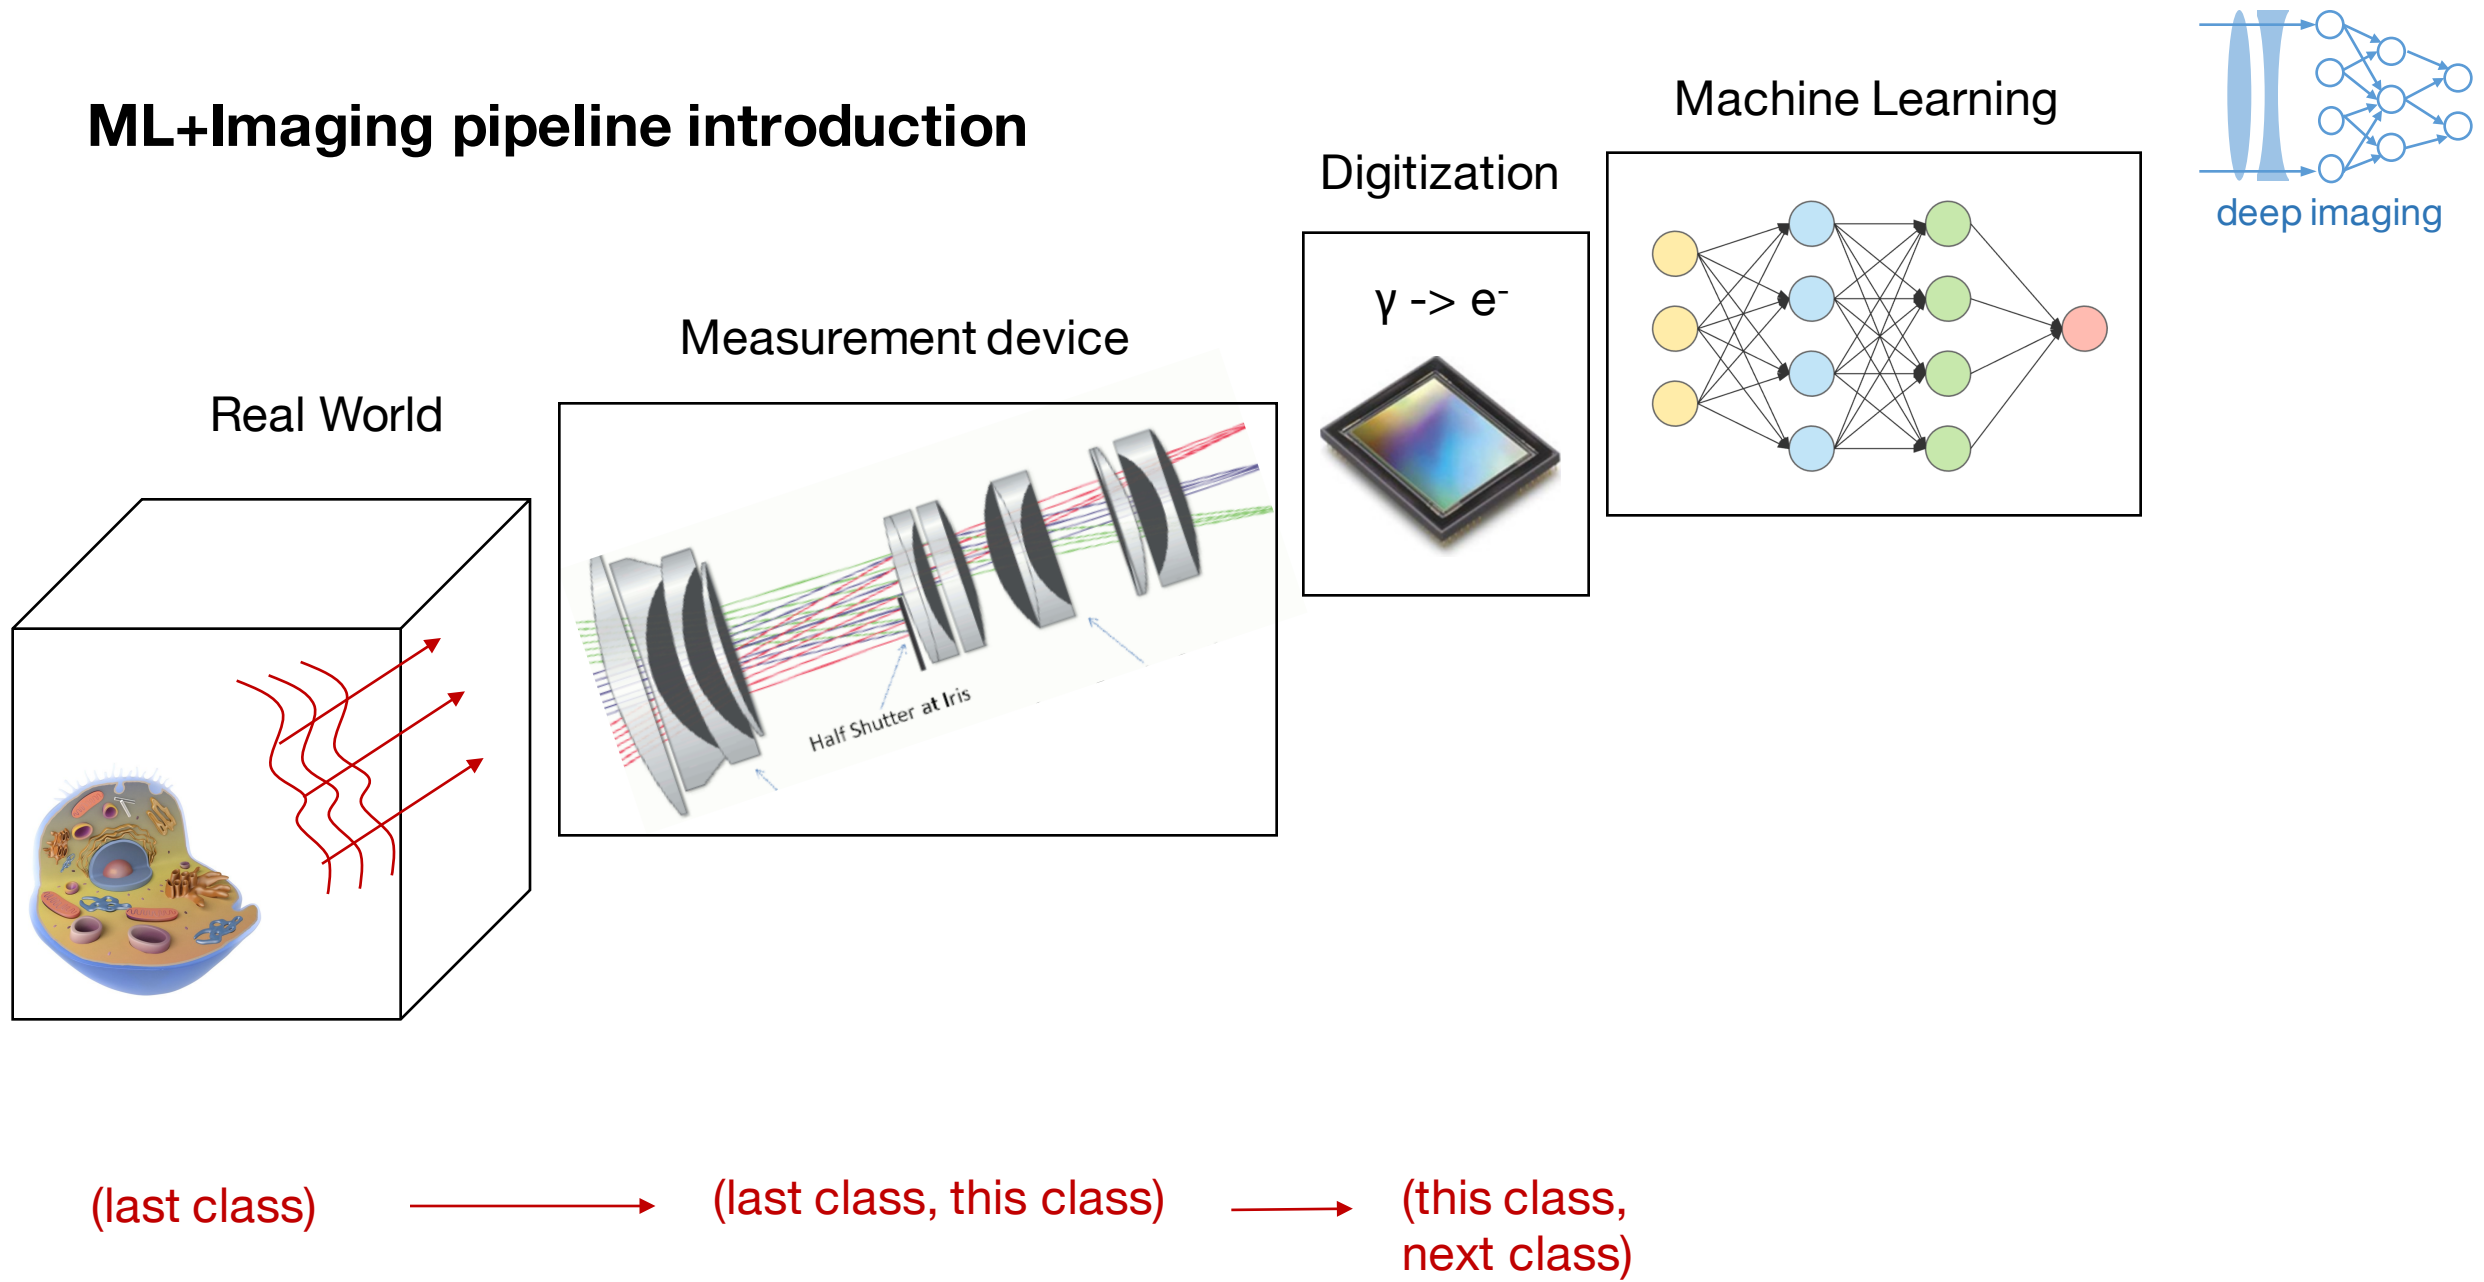 ML+Imaging pipeline introduction
Machine Learning
deep imaging
Digitization
γ -> e-
Measurement device
Real World
Half Shutter at Iris
(last class)
(last class, this class)
(this class,
next class)